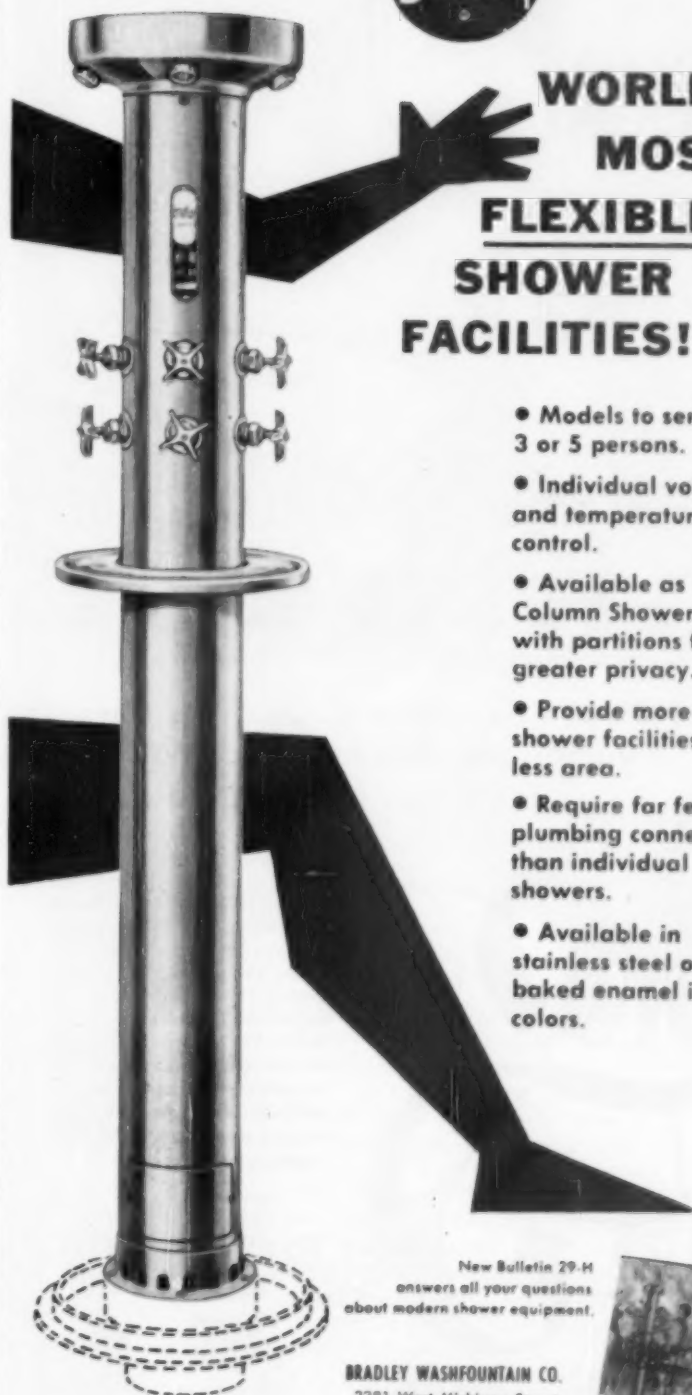 WORL
MOS
FLEXIBL
SHOWER
FACILITIES!
• Models to ser
3 or 5 persons.
• Individual vo
and temperatur
control.
• Available as
Column Shower
with partitions
greater privacy.
• Provide more
shower facilities
less area.
• Require far fe
plumbing conne
than individual
showers.
• Available in
stainless steel o
baked enamel i
colors.
New Bulletin 29-H
answers all your questions
about modern shower equipment.
BRADLEY WASHFOUNTAIN CO.